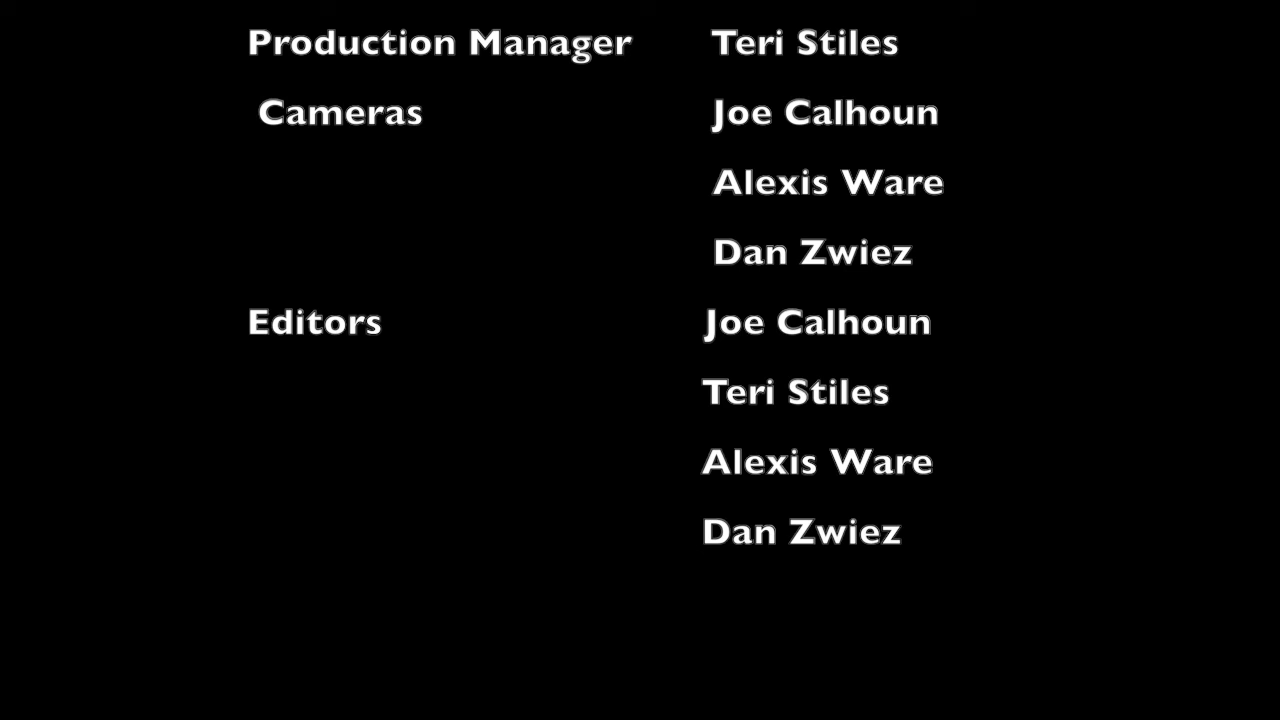 Production Manager Teri Stiles
Cameras Joe Calhoun
Alexis Ware
Dan Zwiez
Editors Joe Calhoun
Teri Stiles
Alexis Ware
Dan Zwiez